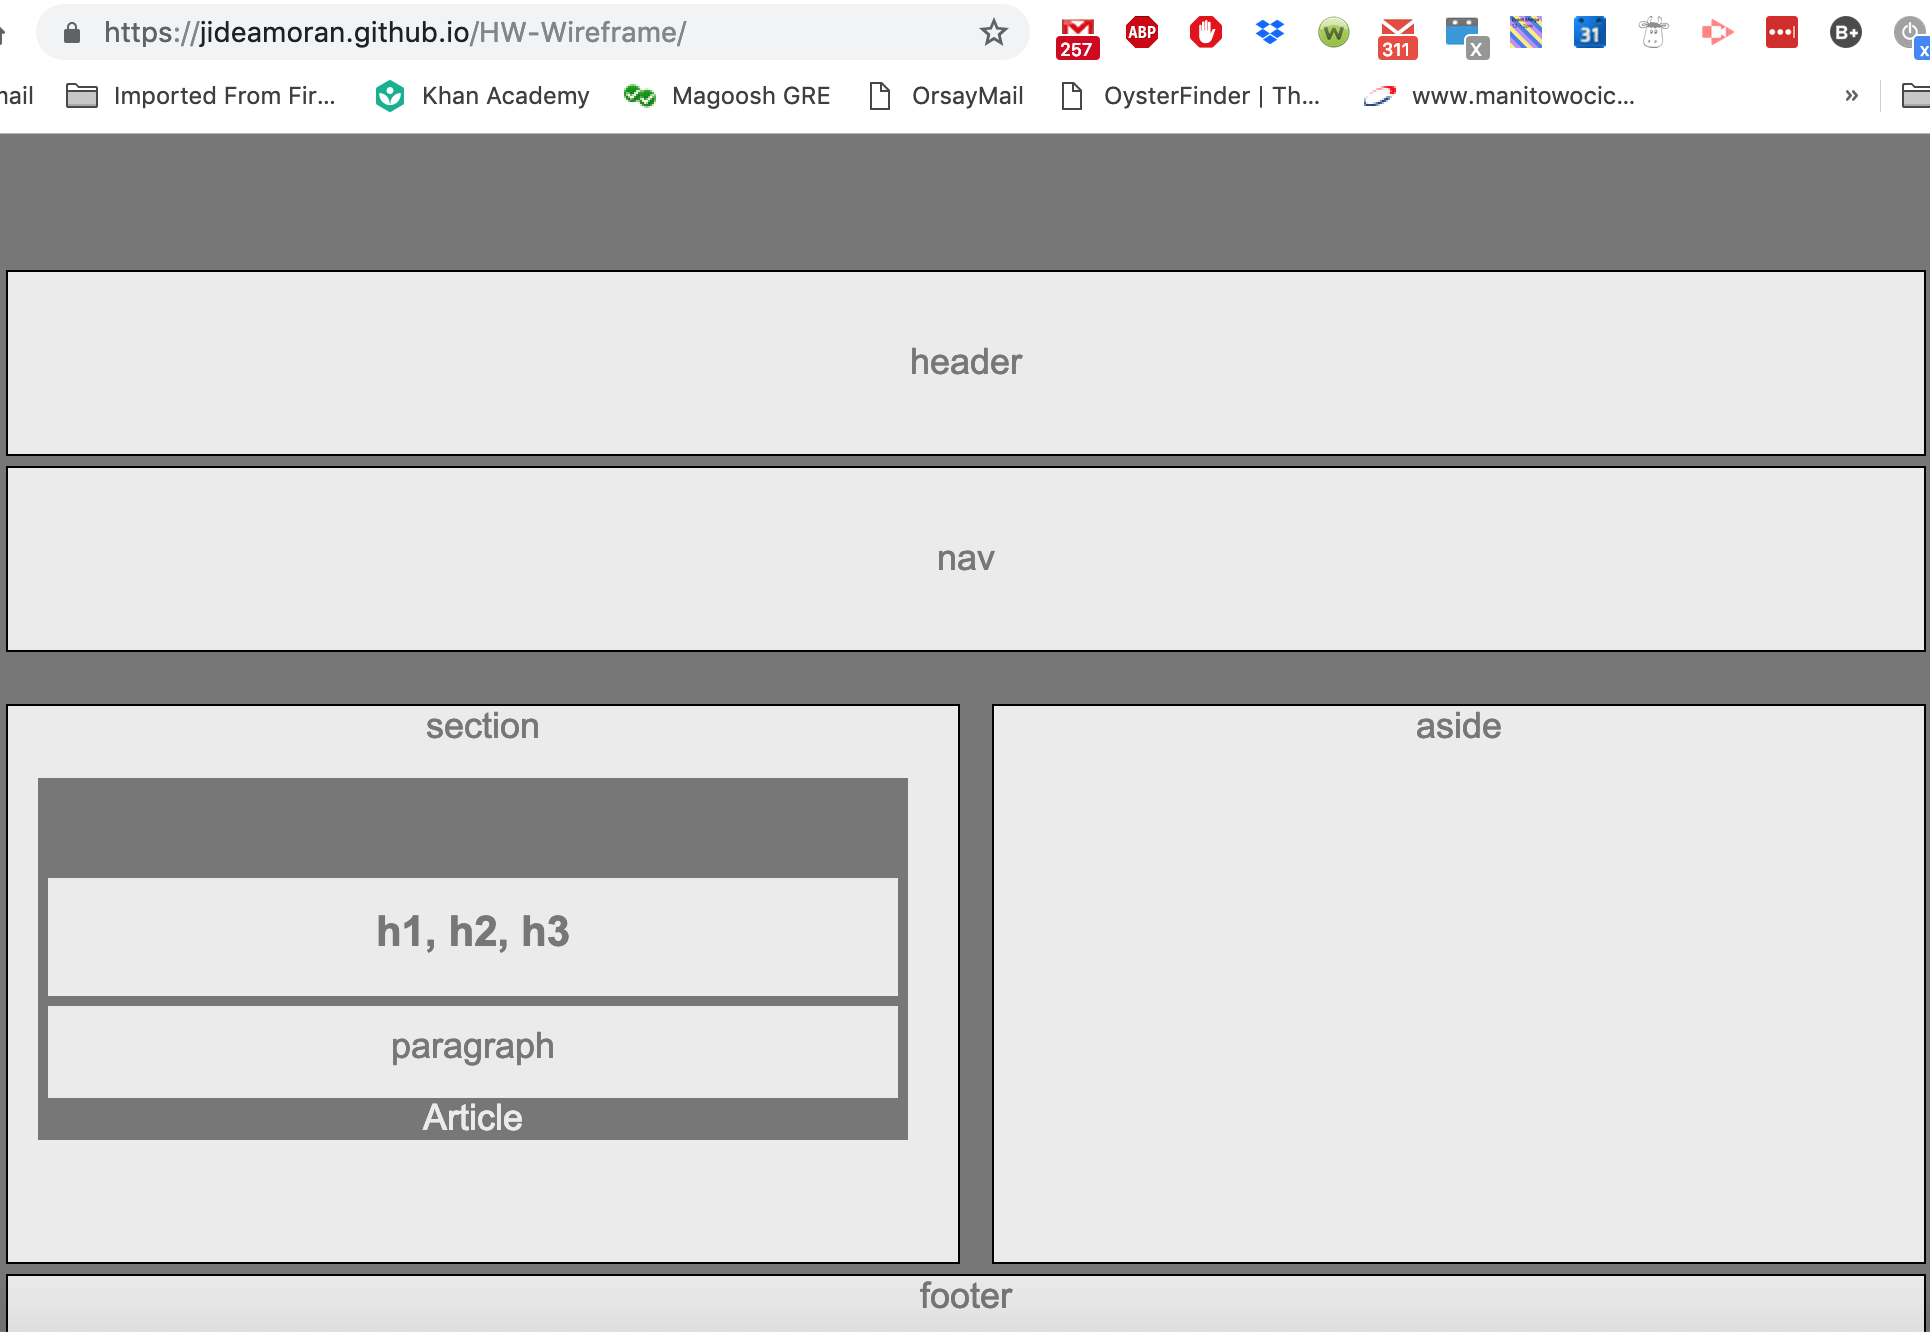 https://jideamoran.github.io/HW-Wireframe/
257
ABP
W
311
X
31
B+
x
ail
Imported From Fir...
Khan Academy
Magoosh GRE
OrsayMail
OysterFinder | Th...
www.manitowocic...
»
header
nav
section
aside
h1, h2, h3
paragraph
Article
footer